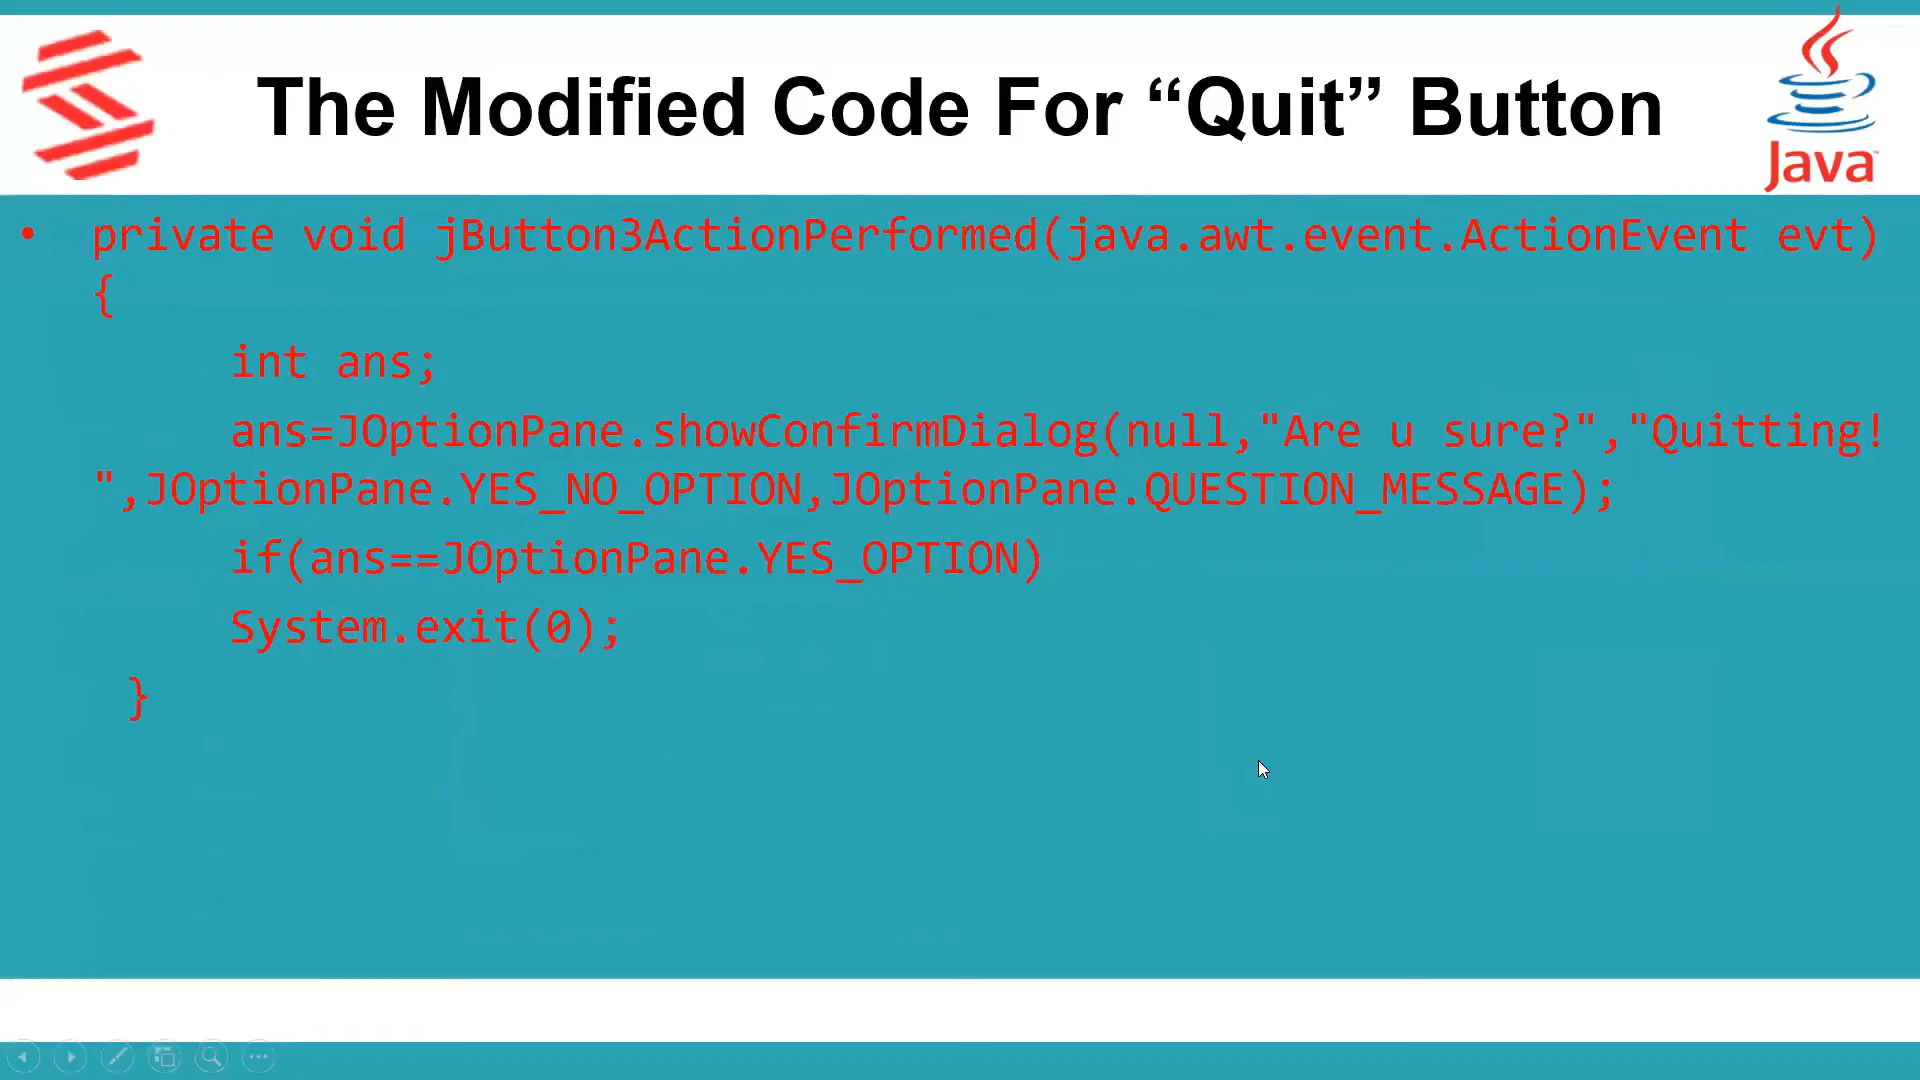 The Modified Code For “Quit” Button
Java™
• private void jButton3ActionPerformed(java.awt.event.ActionEvent evt)
{
int ans;
ans=JOptionPane.showConfirmDialog(null,"Are u sure?","Quitting!
",JOptionPane.YES_NO_OPTION,JOptionPane.QUESTION_MESSAGE);
if(ans==JOptionPane.YES_OPTION)
System.exit(0);
}